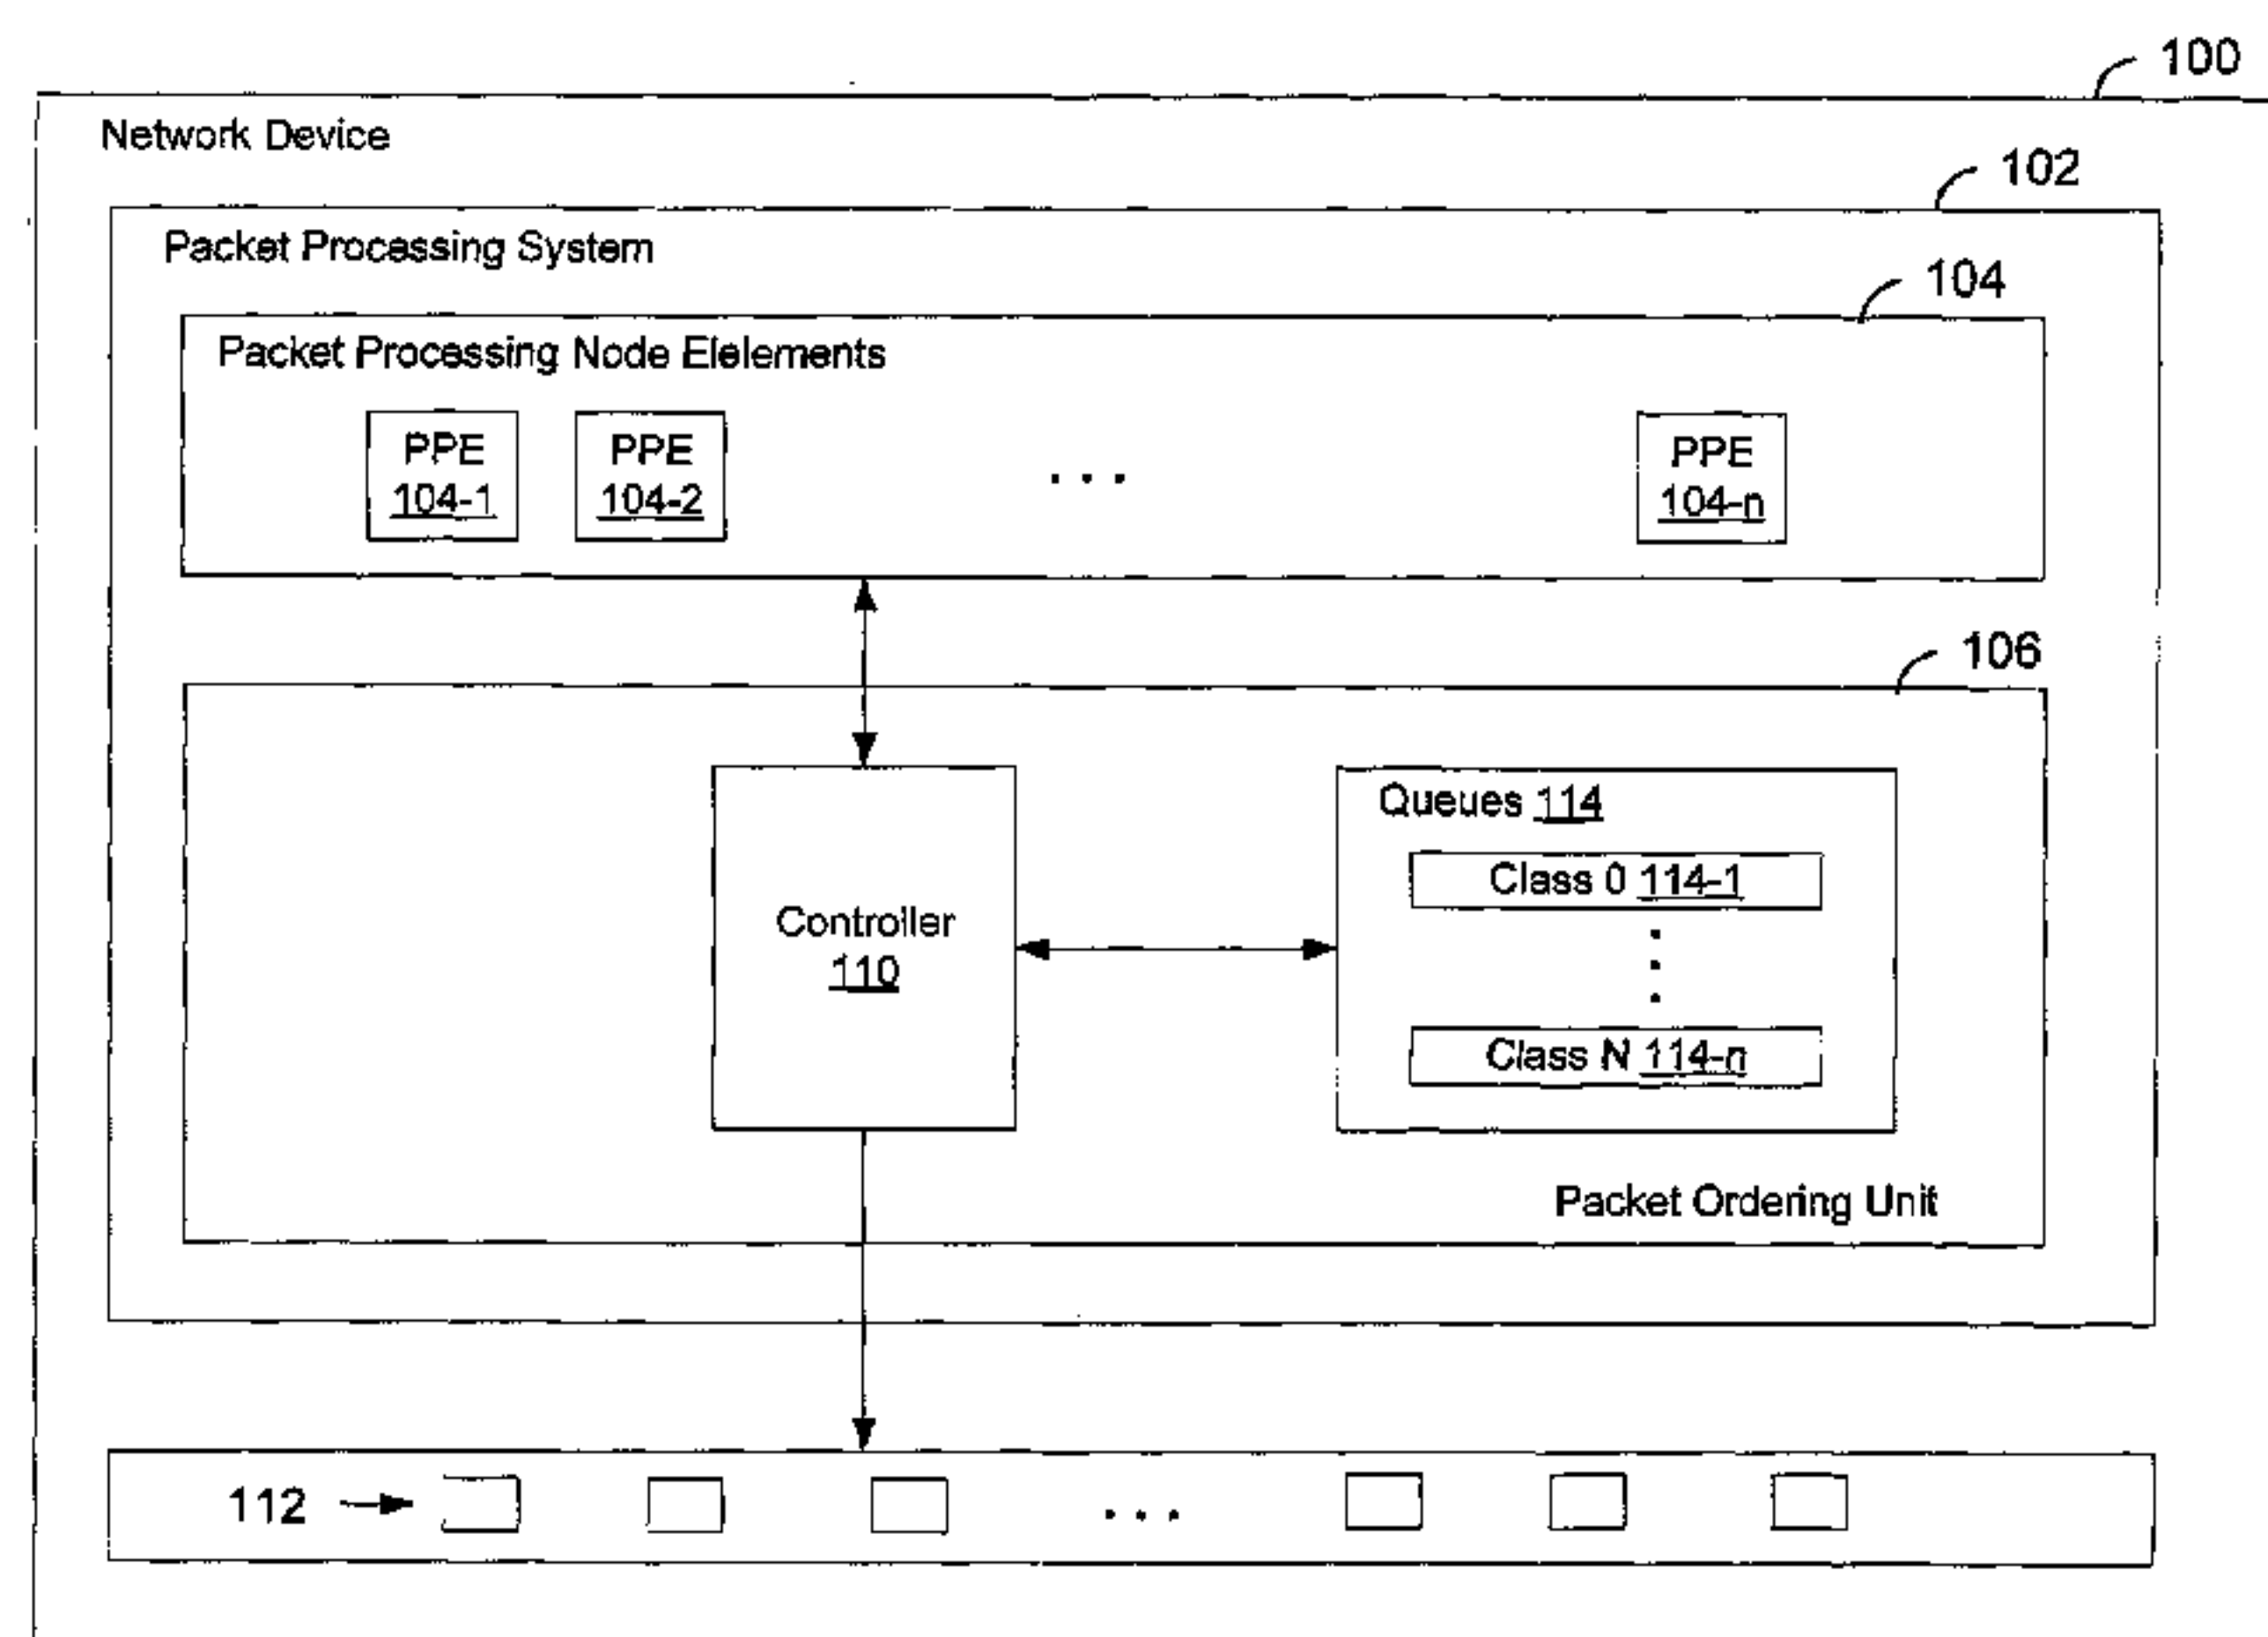 100
Network Device
102
Packet Processing System
104
Packet Processing Node Elelements
PPE
104-1
PPE
104-2
. . .
PPE
104-n
106
Controller
110
Queues 114
Class 0 114-1
Class N 114-n
Packet Ordering Unit
112
. . .